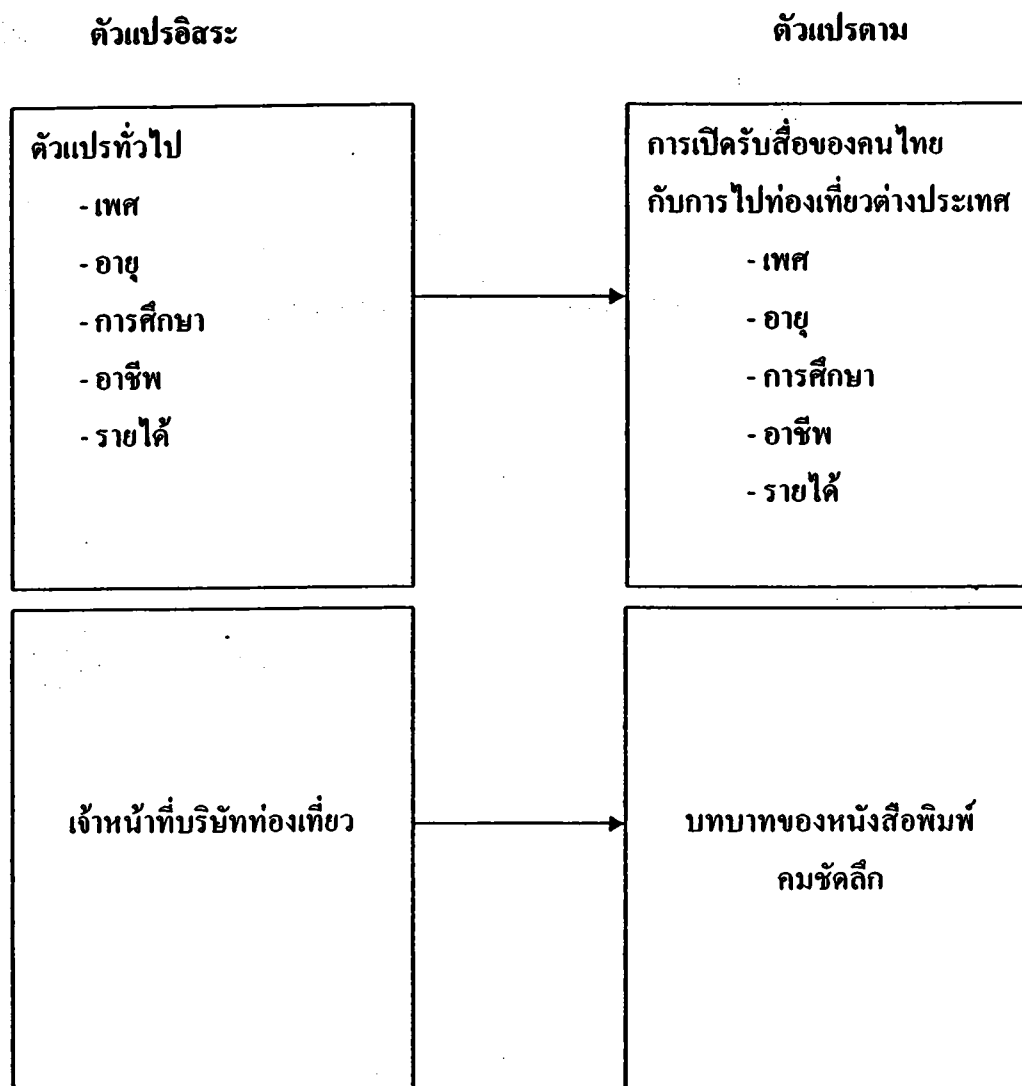 ตัวแปรอิสระ
ตัวแปรตาม
ตัวแปรทั่วไป
- เพศ
- อายุ
- การศึกษา
- อาชีพ
- รายได้
การเปิดรับสื่อของคนไทย
กับการไปท่องเที่ยวต่างประเทศ
- เพศ
- อายุ
- การศึกษา
- อาชีพ
- รายได้
เจ้าหน้าที่บริษัทท่องเที่ยว
บทบาทของหนังสือพิมพ์
คมชัดลึก